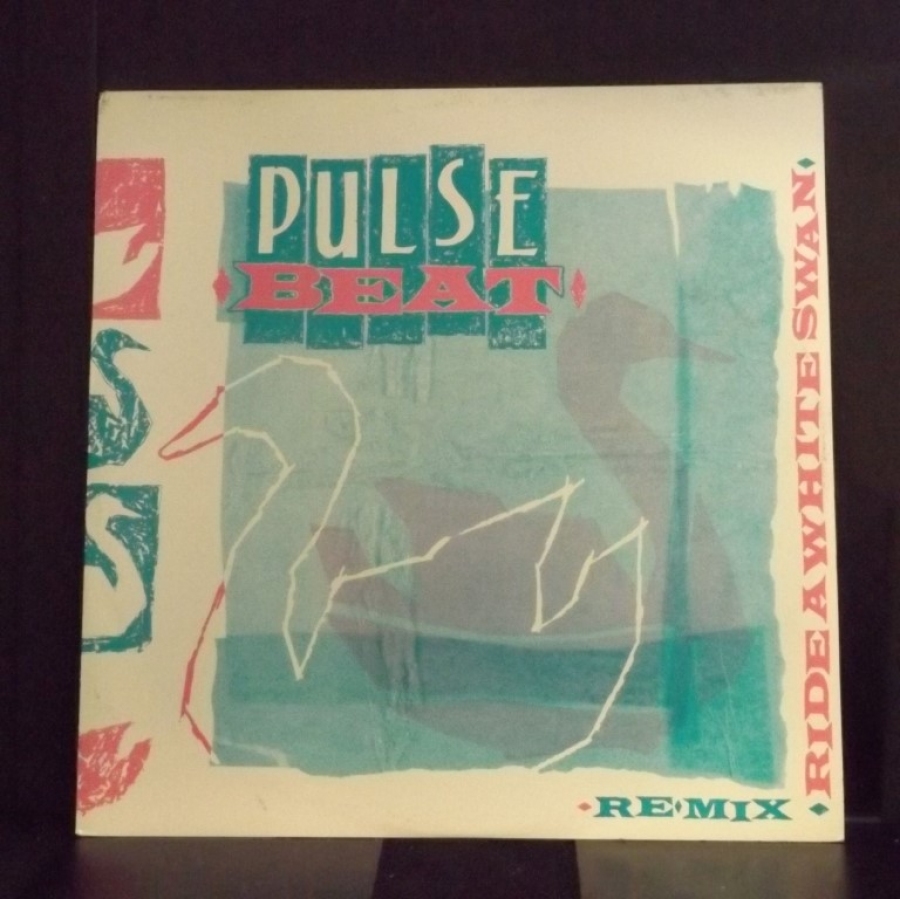 PULSE
BEAT
RIDE A WHITE SWAN
RE·MIX